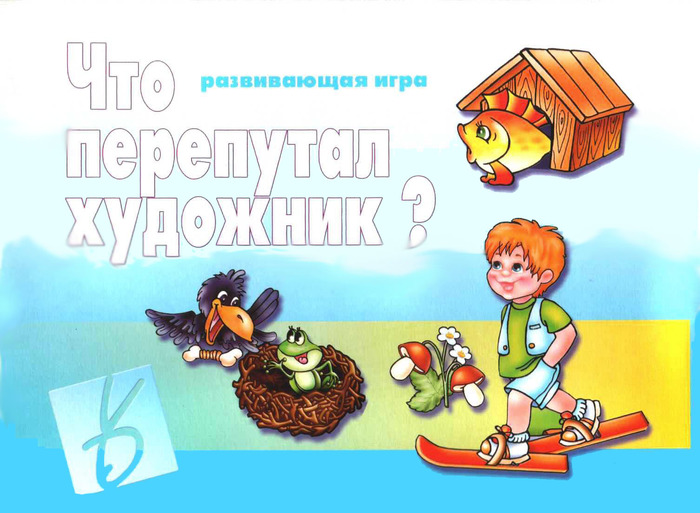 Что
развивающая игра
перепутал
художник ?